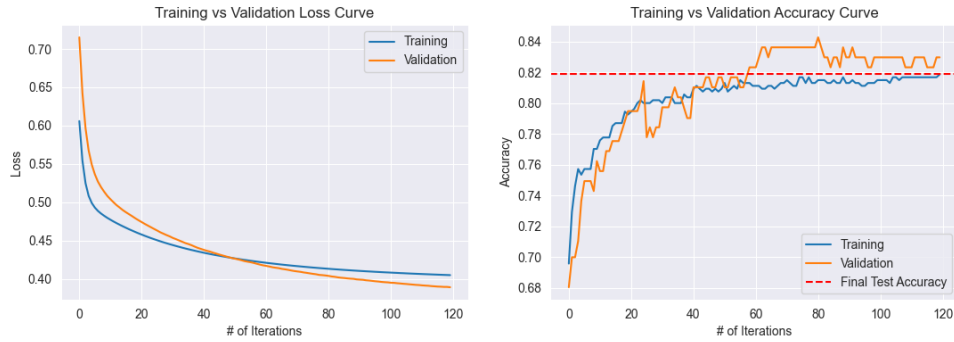 Training vs Validation Loss Curve
Training
Validation
0.70
0.65
0.60
0.55
0.50
0.45
0.40
Loss
0
20
40
60
80
100
120
# of Iterations
Training vs Validation Accuracy Curve
0.84
0.82
0.80
0.78
0.76
0.74
0.72
0.70
0.68
Accuracy
Training
Validation
Final Test Accuracy
0
20
40
60
80
100
120
# of Iterations